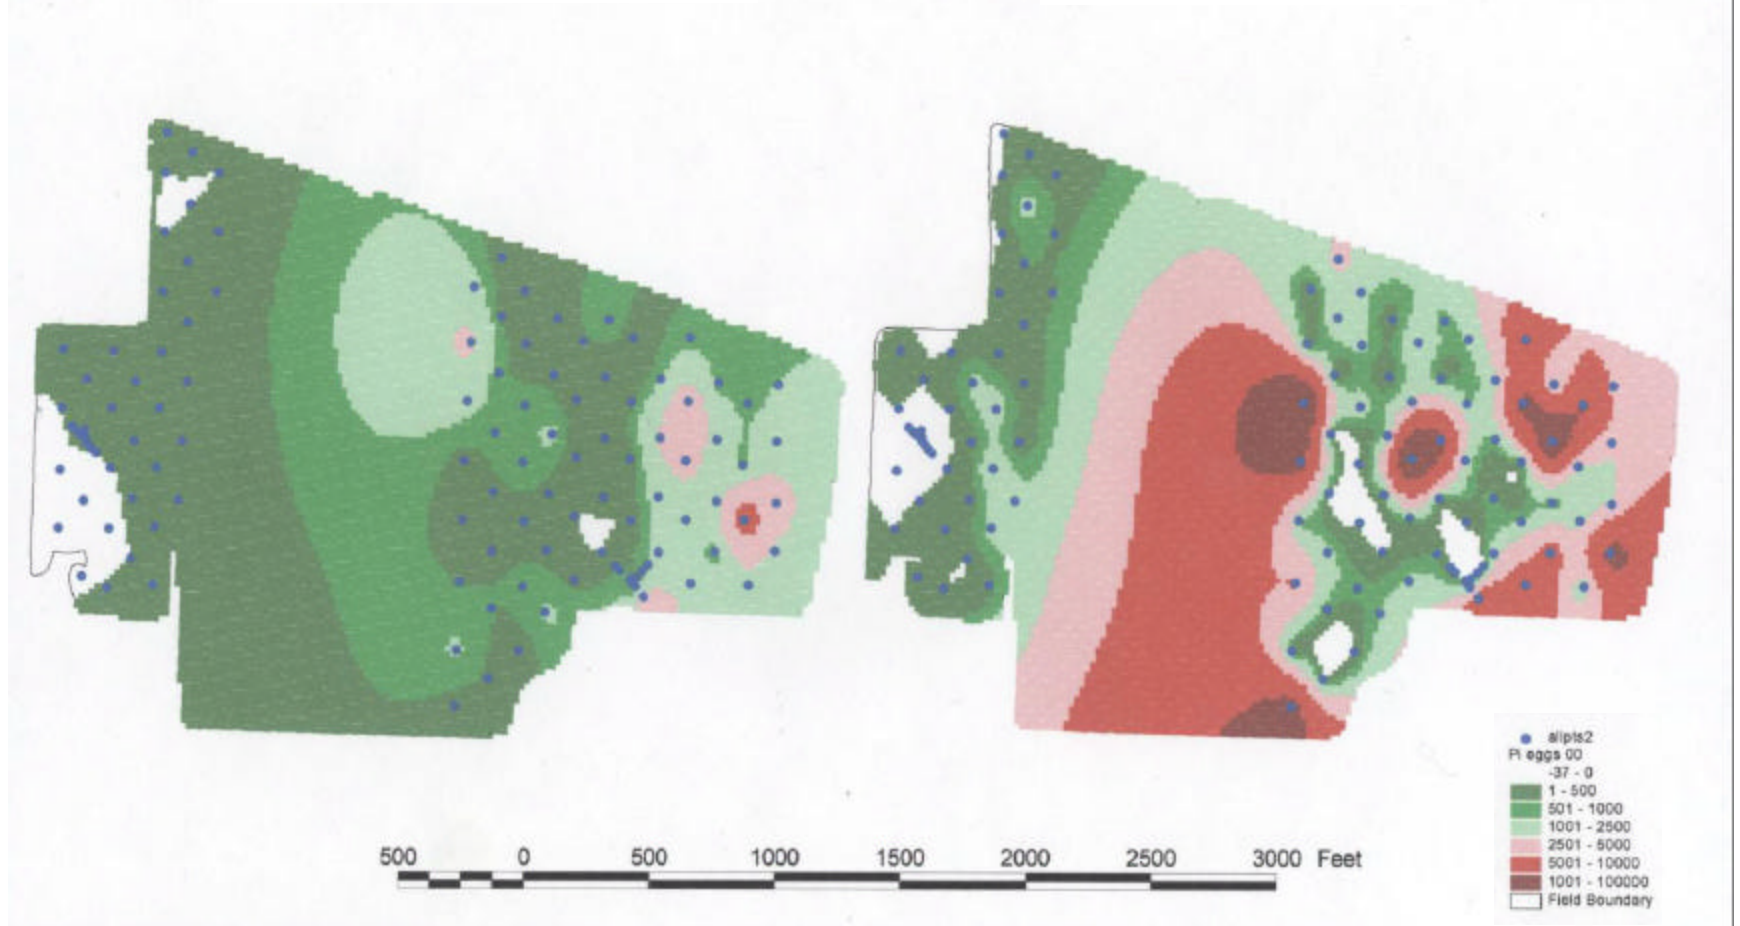 500 0 500 1000 1500 2000 2500 3000 Feet
allpts2
Pi eggs 00
-37 - 0
1 - 500
501 - 1000
1001 - 2500
2501 - 5000
5001 - 10000
1001 - 100000
Field Boundary